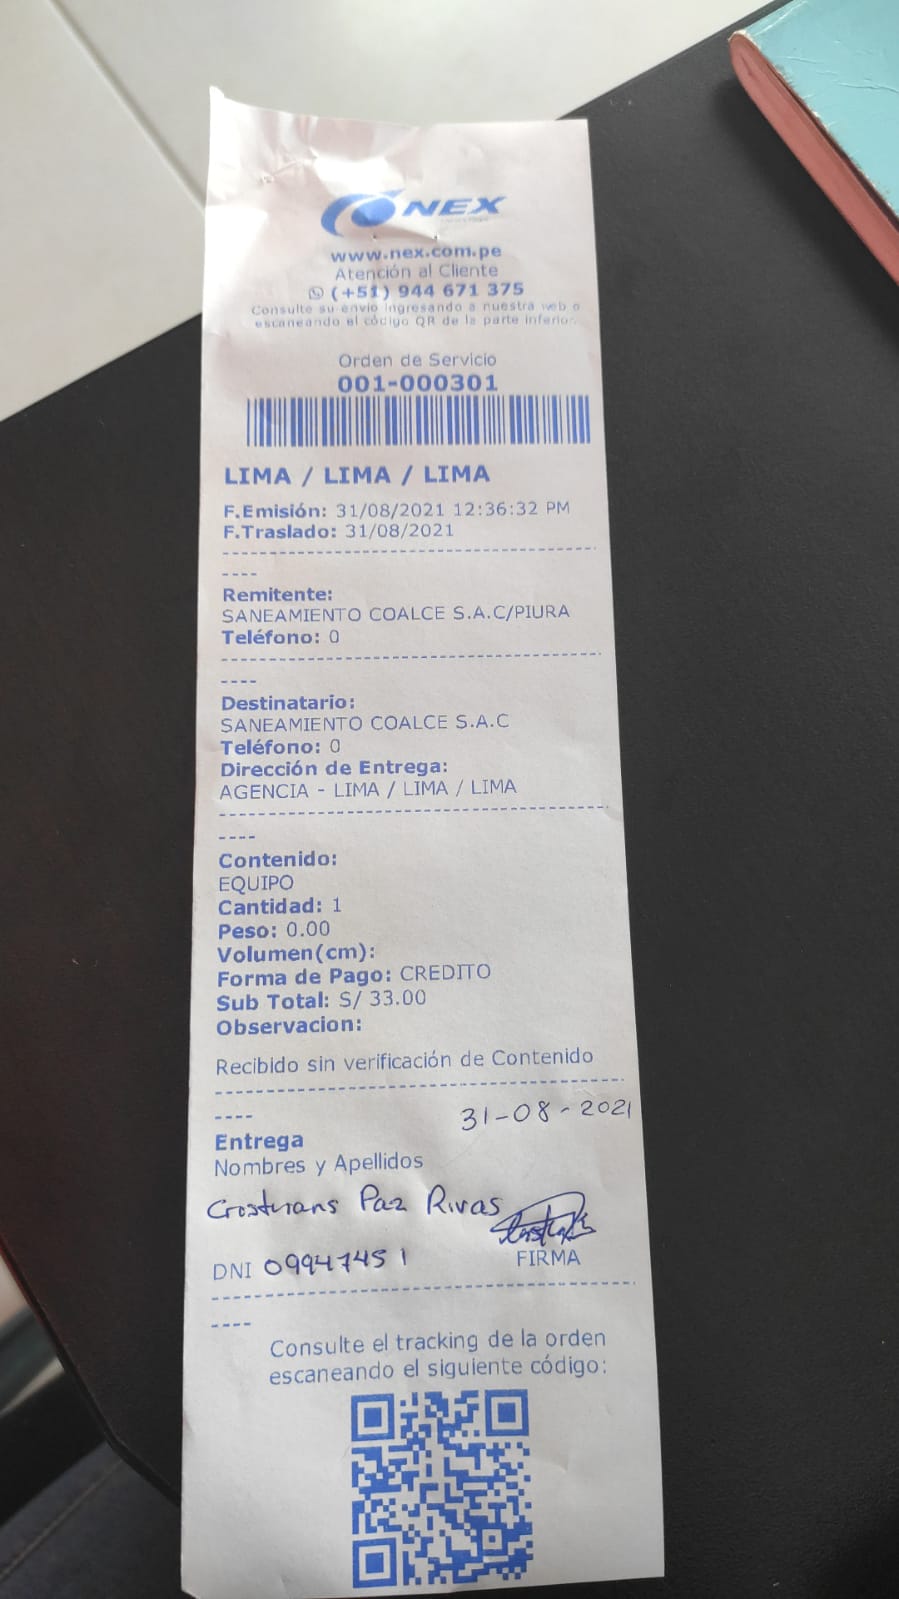 NEX
www.nex.com.pe
Atención al Cliente
(+51) 944 671 375
Consulte su envio ingresando a nuestra web o
escaneando el código QR de la parte inferior.
Orden de Servicio
001-000301
LIMA / LIMA / LIMA
F.Emisión: 31/08/2021 12:36:32 PM
F.Traslado: 31/08/2021
Remitente:
SANEAMIENTO COALCE S.A.C/PIURA
Teléfono: 0
Destinatario:
SANEAMIENTO COALCE S.A.C
Teléfono: 0
Dirección de Entrega:
AGENCIA - LIMA / LIMA / LIMA
Contenido:
EQUIPO
Cantidad: 1
Peso: 0.00
Volumen(cm):
Forma de Pago: CREDITO
Sub Total: S/ 33.00
Observacion:
Recibido sin verificación de Contenido
31-08-2021
Entrega
Nombres y Apellidos
Paz Rivas
FIRMA
DNI 09947451
Consulte el tracking de la orden
escaneando el siguiente código: